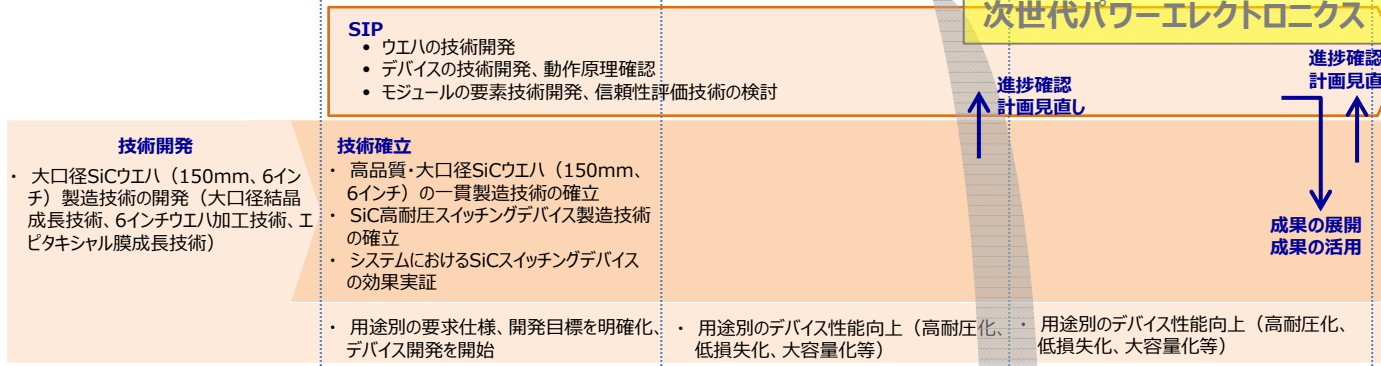 次世代パワーエレクトロニクス
SIP
• ウエハの技術開発
• デバイスの技術開発、動作原理確認
• モジュールの要素技術開発、信頼性評価技術の検討
進捗確認
計画見直し
進捗確認
計画見直
技術開発
・ 大口径SiCウエハ（150mm、6イン
チ）製造技術の開発（大口径結晶
成長技術、6インチウエハ加工技術、エ
ピタキシャル膜成長技術）
技術確立
・ 高品質・大口径SiCウエハ（150mm、
6インチ）の一貫製造技術の確立
・ SiC高耐圧スイッチングデバイス製造技術
の確立
・ システムにおけるSiCスイッチングデバイス
の効果実証
成果の展開
成果の活用
・ 用途別の要求仕様、開発目標を明確化、
デバイス開発を開始
・ 用途別のデバイス性能向上（高耐圧化、
低損失化、大容量化等）
・ 用途別のデバイス性能向上（高耐圧化、
低損失化、大容量化等）